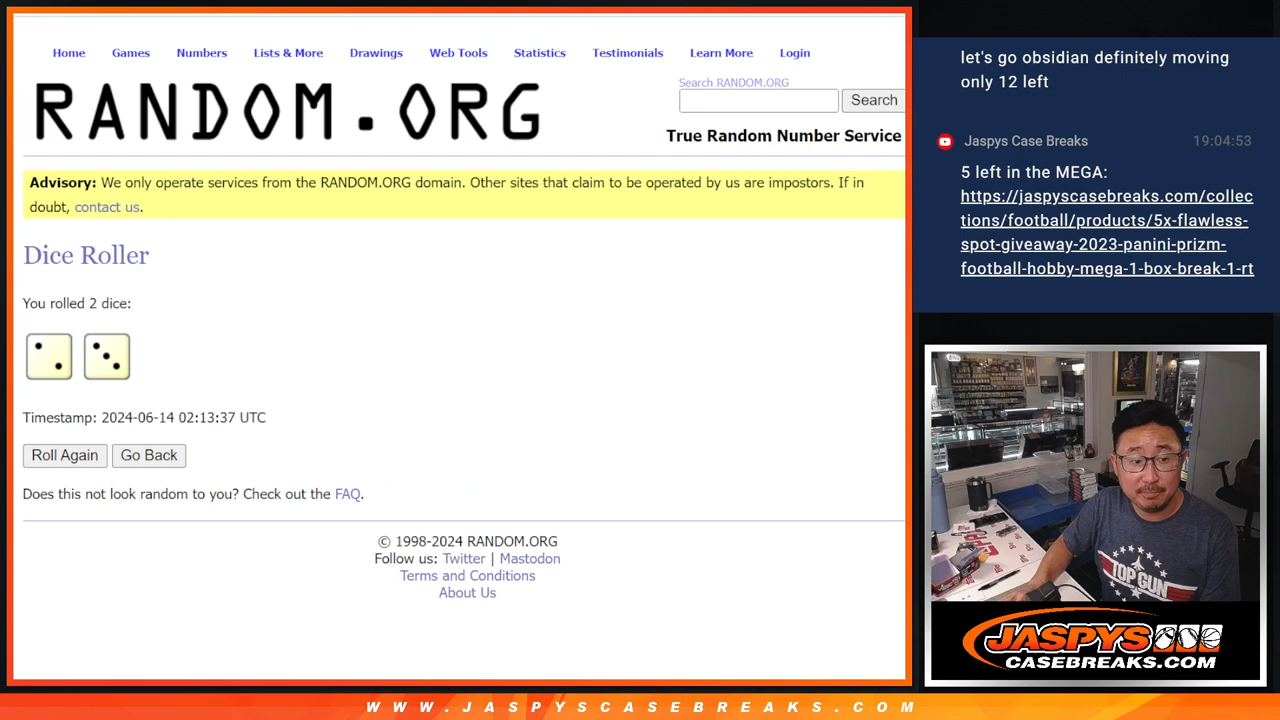 Home Games Numbers Lists & More Drawings Web Tools Statistics Testimonials Learn More Login
RANDOM.ORG
Search RANDOM.ORG
Search
True Random Number Service
Advisory: We only operate services from the RANDOM.ORG domain. Other sites that claim to be operated by us are impostors. If in
doubt, contact us.
Dice Roller
You rolled 2 dice:
Timestamp: 2024-06-14 02:13:37 UTC
Roll Again Go Back
Does this not look random to you? Check out the FAQ.
© 1998-2024 RANDOM.ORG
Follow us: Twitter | Mastodon
Terms and Conditions
About Us
let's go obsidian definitely moving
only 12 left
Jaspys Case Breaks 19:04:53
5 left in the MEGA:
https://jaspyscasebreaks.com/collec
tions/football/products/5x-flawless-
spot-giveaway-2023-panini-prizm-
football-hobby-mega-1-box-break-1-rt
TOP GUN
JASPYS
CASEBREAKS.COM
WWW.JASPYSCASEBREAKS.COM